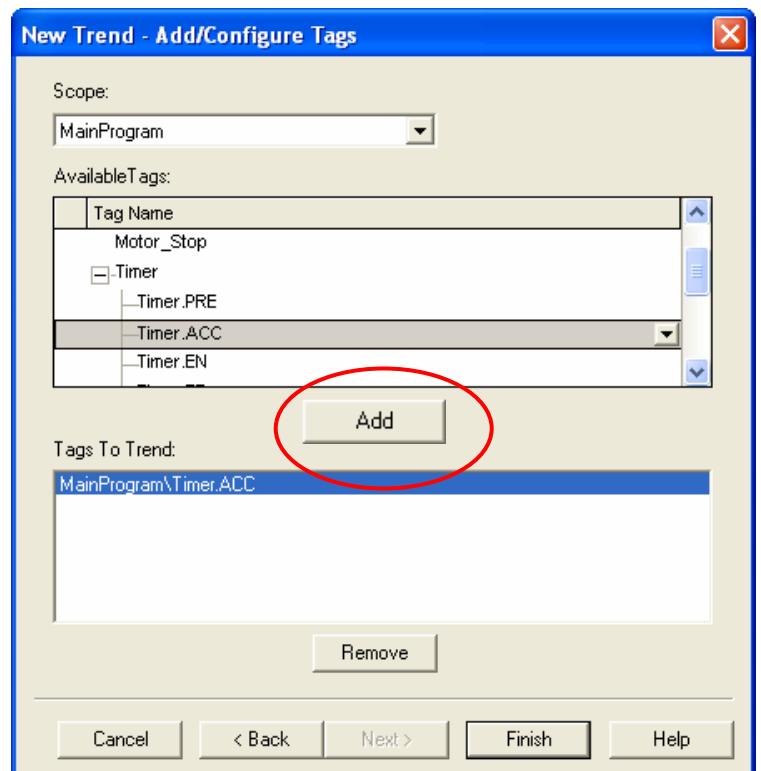 New Trend - Add/Configure Tags
Scope:
MainProgram
AvailableTags:
Tag Name
Motor_Stop
Timer
Timer.PRE
Timer.ACC
Timer.EN
Add
Tags To Trend:
MainProgram\Timer.ACC
Remove
Cancel
< Back
Next >
Finish
Help